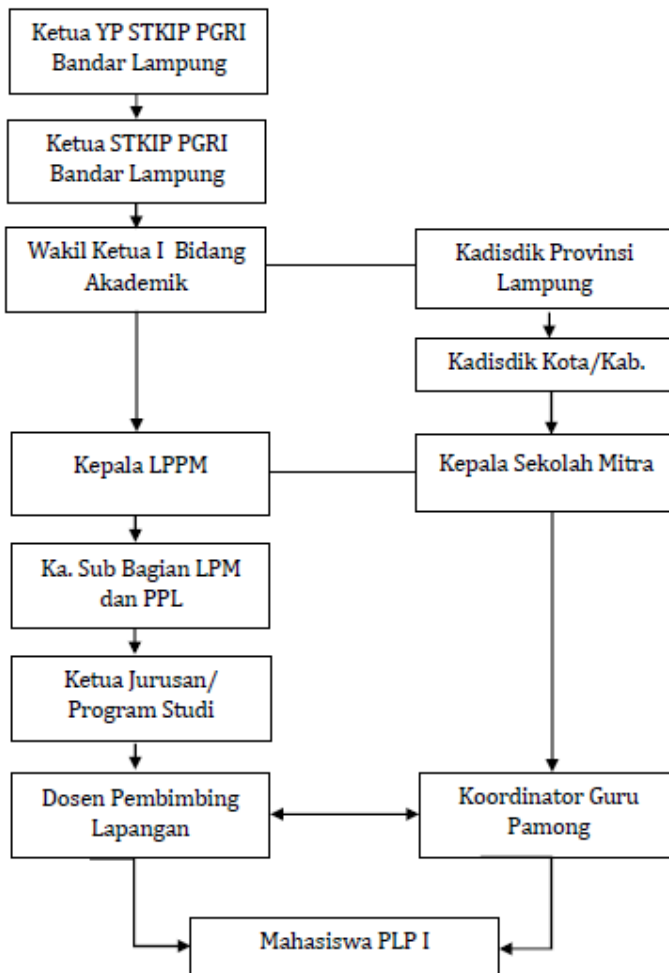 Ketua YP STKIP PGRI
Bandar Lampung
Ketua STKIP PGRI
Bandar Lampung
Wakil Ketua I Bidang
Akademik
Kadisdik Provinsi
Lampung
Kadisdik Kota/Kab.
Kepala LPPM
Kepala Sekolah Mitra
Ka. Sub Bagian LPM
dan PPL
Ketua Jurusan/
Program Studi
Dosen Pembimbing
Lapangan
Koordinator Guru
Pamong
Mahasiswa PLP I